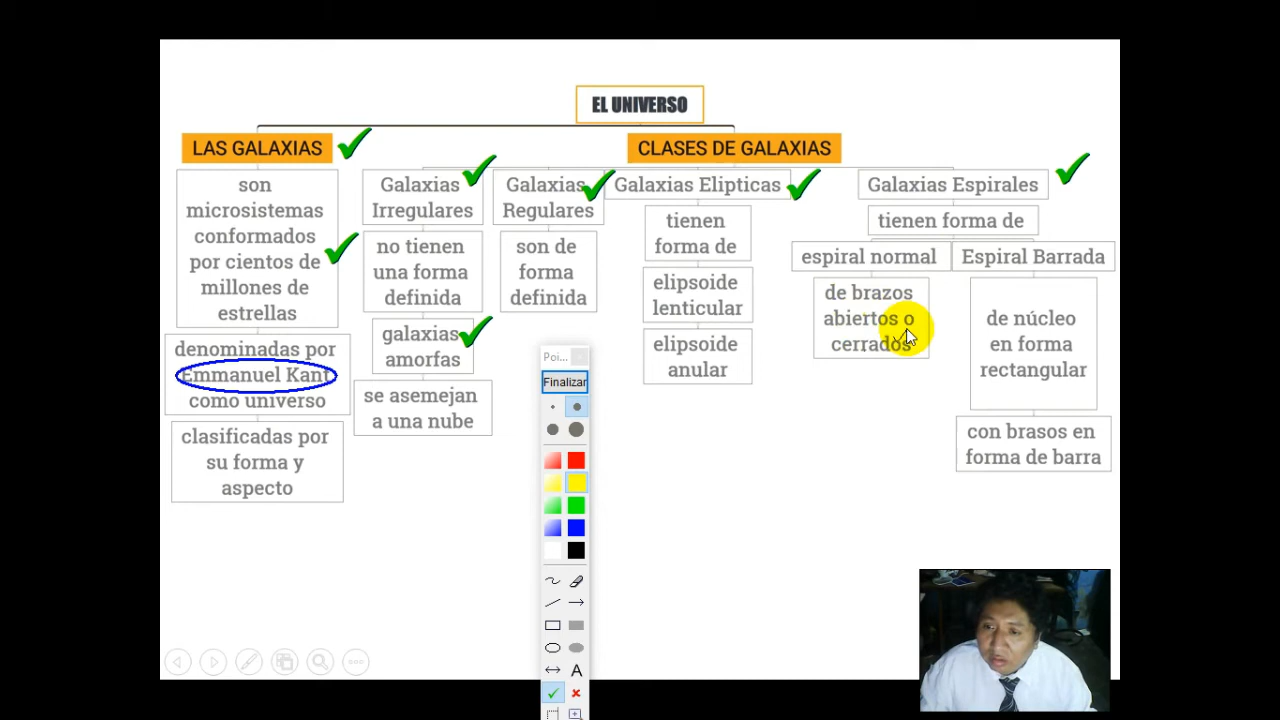 EL UNIVERSO
LAS GALAXIAS
CLASES DE GALAXIAS
son
microsistemas
conformados
por cientos de
millones de
estrellas
denominadas por
Emmanuel Kant
como universo
clasificadas por
su forma y
aspecto
Galaxias
Irregulares
no tienen
una forma
definida
galaxias
amorfas
se asemejan
a una nube
Galaxias
Regulares
son de
forma
definida
Galaxias Elipticas
tienen
forma de
elipsoide
lenticular
elipsoide
anular
Galaxias Espirales
tienen forma de
espiral normal
de brazos
abiertos o
cerrados
Espiral Barrada
de núcleo
en forma
rectangular
con brasos en
forma de barra
Poi...
Finalizar
A